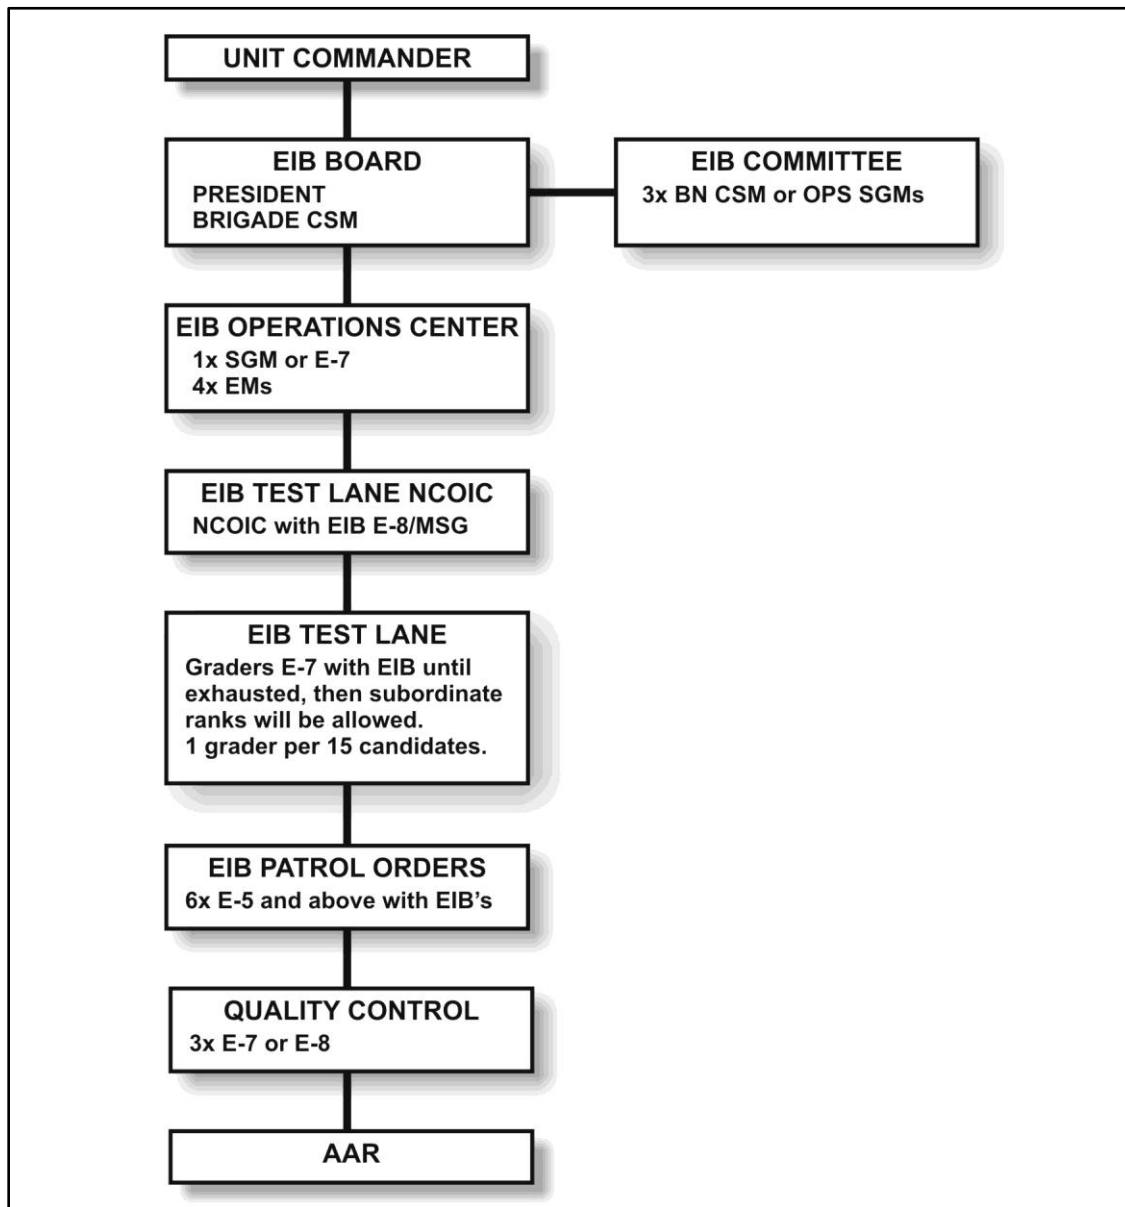 UNIT COMMANDER
EIB BOARD
PRESIDENT
BRIGADE CSM
EIB COMMITTEE
3x BN CSM or OPS SGMs
EIB OPERATIONS CENTER
1x SGM or E-7
4x EMs
EIB TEST LANE NCOIC
NCOIC with EIB E-8/MSG
EIB TEST LANE
Graders E-7 with EIB until
exhausted, then subordinate
ranks will be allowed.
1 grader per 15 candidates.
EIB PATROL ORDERS
6x E-5 and above with EIB’s
QUALITY CONTROL
3x E-7 or E-8
AAR